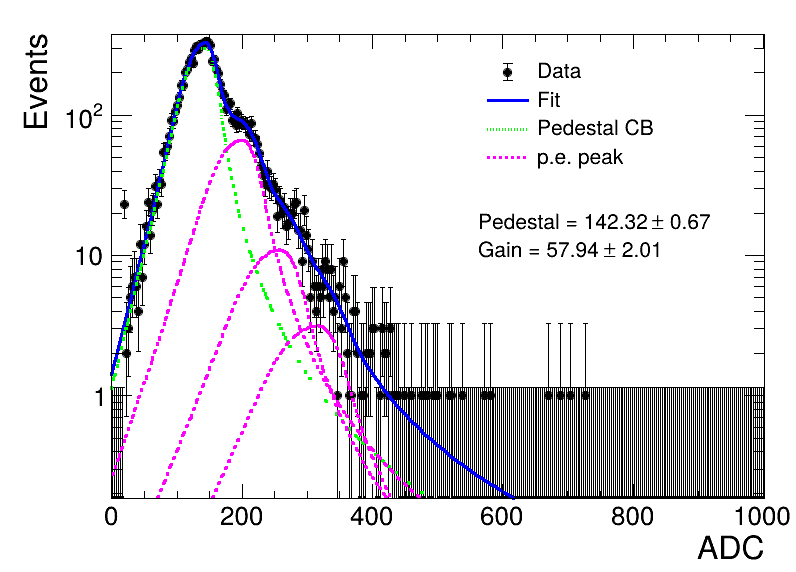 Events
10²
10
1
Data
Fit
Pedestal CB
p.e. peak
Pedestal = 142.32 ± 0.67
Gain = 57.94 ± 2.01
0 200 400 600 800 1000
ADC